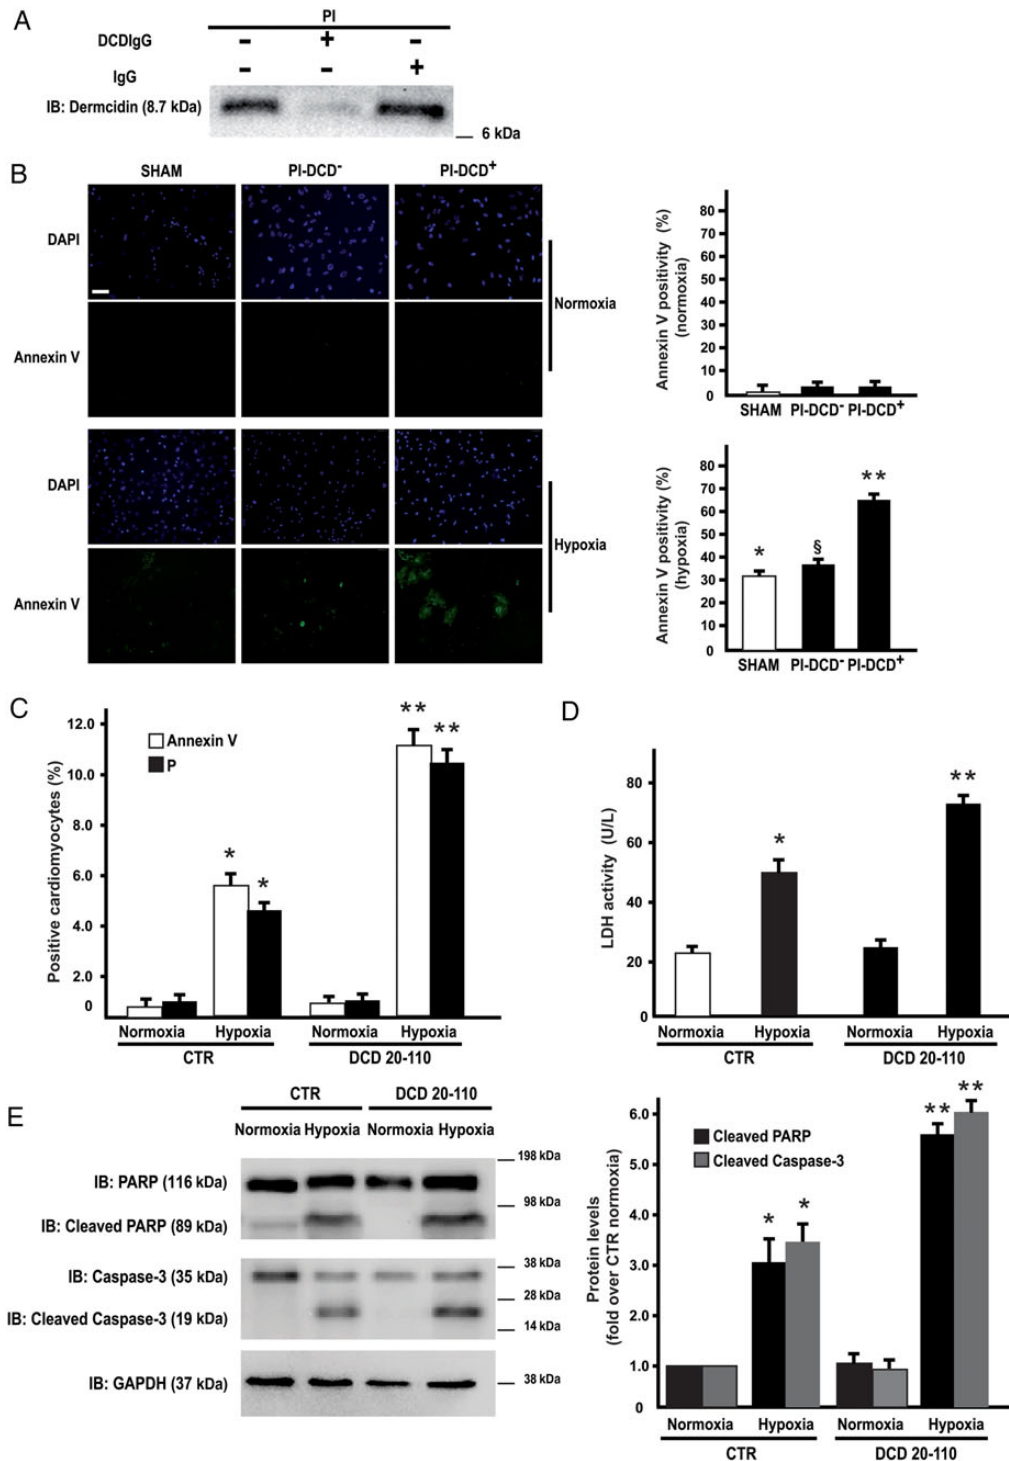 A
PI
DCDIgG - + -
IgG - - +
IB: Dermcidin (8.7 kDa)
6 kDa
B
SHAM PI-DCD- PI-DCD+
DAPI
Annexin V
Normoxia
DAPI
Annexin V
Hypoxia
Annexin V positivity (%)
(normoxia)
80
70
60
50
40
30
20
10
0
SHAM PI-DCD- PI-DCD+
Annexin V positivity (%)
(hypoxia)
80
70
60
50
40
30
20
10
0
* § **
SHAM PI-DCD- PI-DCD+
C
Positive cardiomyocytes (%)
12.0
10.0
8.0
6.0
4.0
2.0
0
Annexin V
P
* * ** **
Normoxia Hypoxia Normoxia Hypoxia
CTR DCD 20-110
D
LDH activity (U/L)
80
60
40
20
0
* **
Normoxia Hypoxia Normoxia Hypoxia
CTR DCD 20-110
E
CTR DCD 20-110
Normoxia Hypoxia Normoxia Hypoxia
198 kDa
IB: PARP (116 kDa)
98 kDa
IB: Cleaved PARP (89 kDa)
38 kDa
IB: Caspase-3 (35 kDa)
28 kDa
IB: Cleaved Caspase-3 (19 kDa)
14 kDa
IB: GAPDH (37 kDa)
38 kDa
Protein levels
(fold over CTR normoxia)
6.0
5.0
4.0
3.0
2.0
1.0
0
Cleaved PARP
Cleaved Caspase-3
* * ** **
Normoxia Hypoxia Normoxia Hypoxia
CTR DCD 20-110